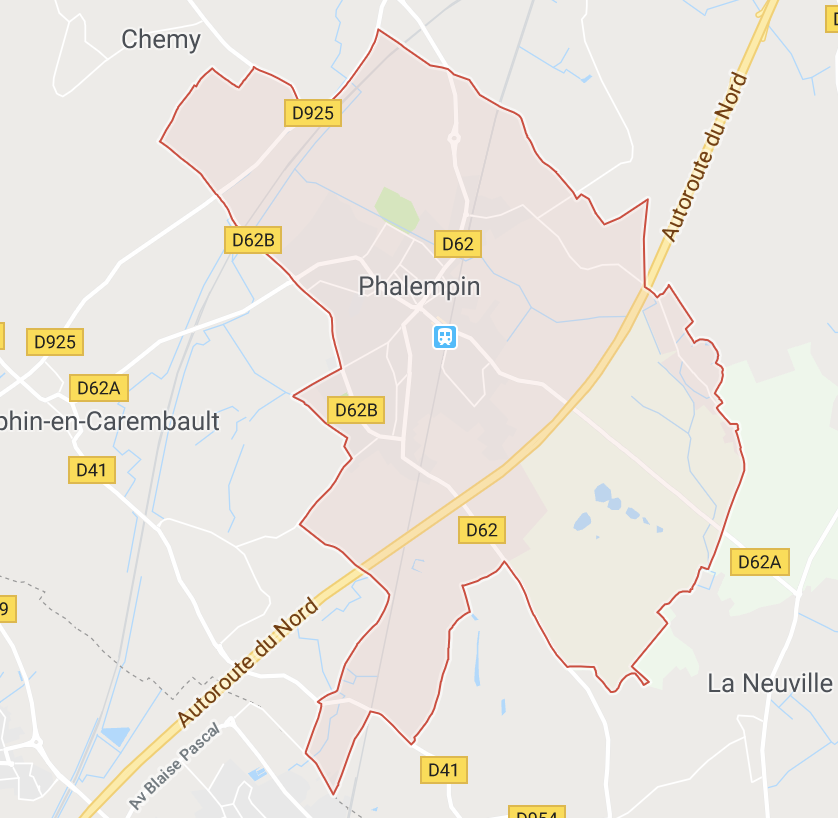 Chemy
D925
Autoroute du Nord
D62B
D62
Phalempin
D925
D62A
D62B
phin-en-Carembault
D41
D62
D62A
9
Autoroute du Nord
La Neuville
Av Blaise Pascal
D41
D954